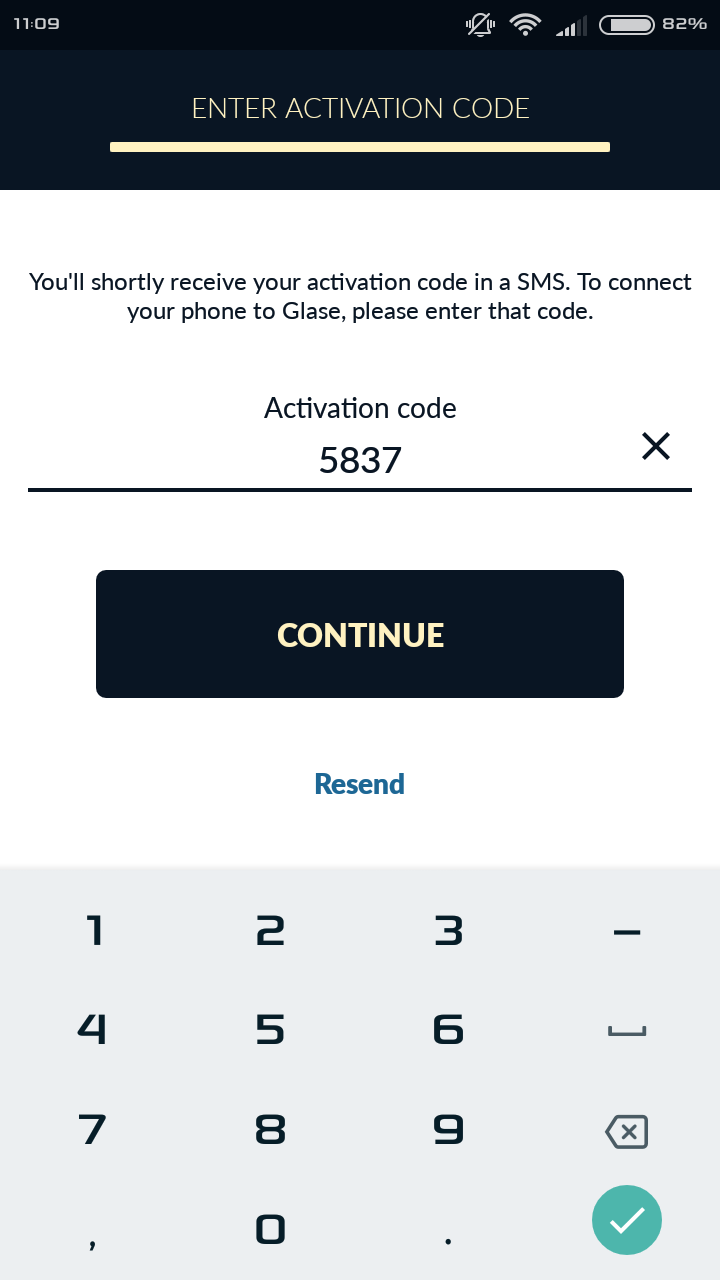 11:09
82%
ENTER ACTIVATION CODE
You'll shortly receive your activation code in a SMS. To connect
your phone to Glase, please enter that code.
Activation code
5837
CONTINUE
Resend
1 2 3 –
4 5 6
7 8 9
, 0 .